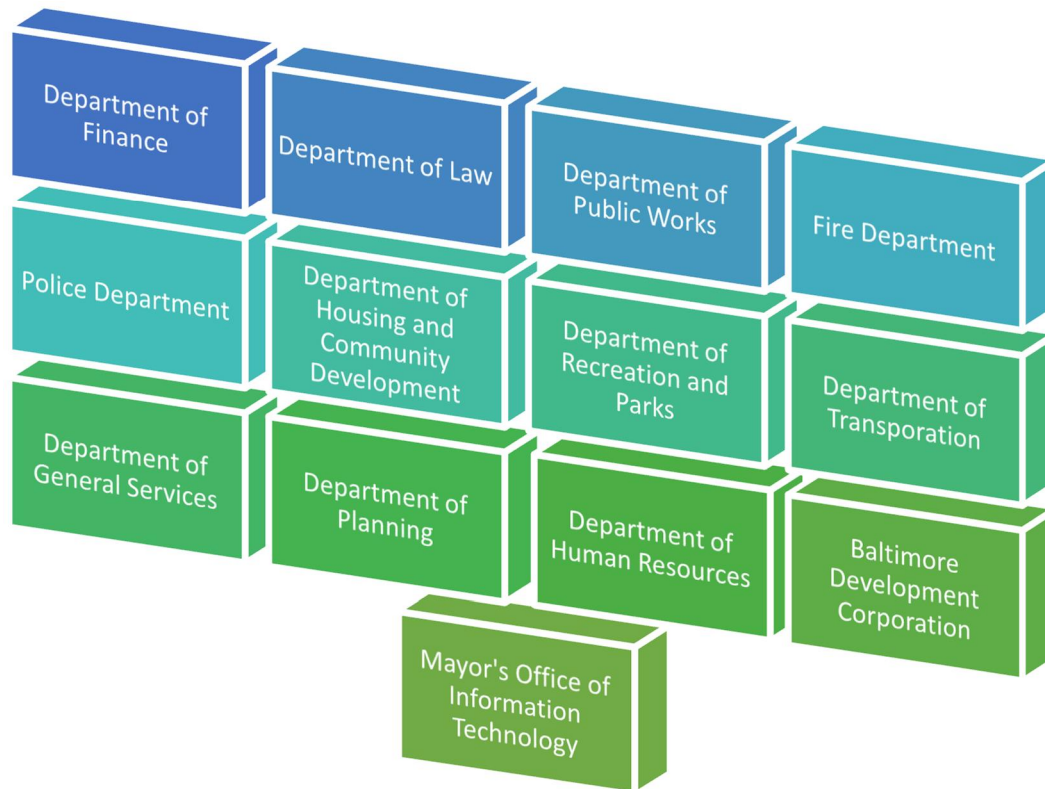 Department of
Finance
Department of Law
Department of
Public Works
Fire Department
Police Department
Department of
Housing and
Community
Development
Department of
Recreation and
Parks
Department of
Transporation
Department of
General Services
Department of
Planning
Department of
Human Resources
Baltimore
Development
Corporation
Mayor's Office of
Information
Technology